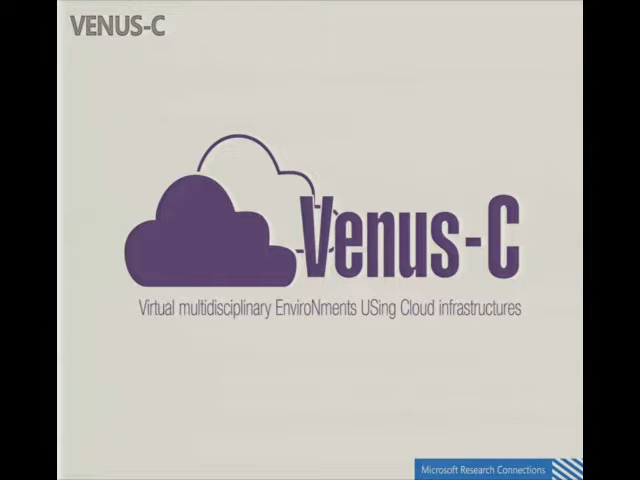 VENUS-C
Venus-C
Virtual multidisciplinary EnviroNments USing Cloud infrastructures
Microsoft Research Connections